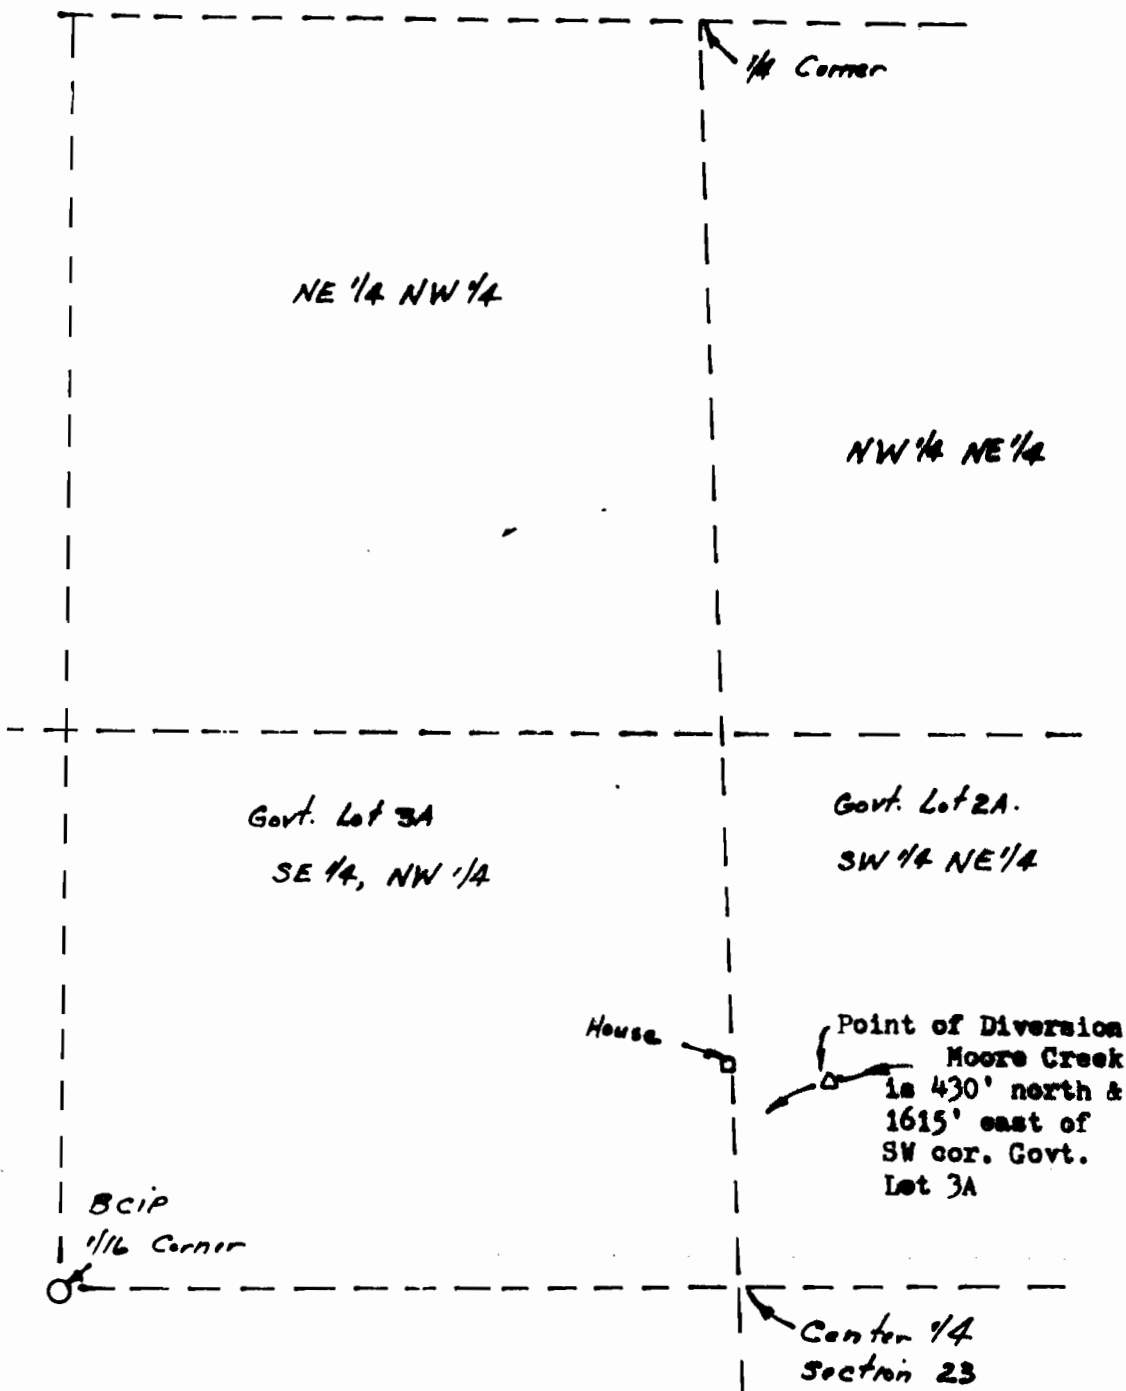 1/4 Corner
NE 1/4 NW 1/4
NW 1/4 NE 1/4
Govt. Lot 3A
SE 1/4, NW 1/4
Govt. Lot 2A.
SW 1/4 NE 1/4
House
Point of Diversion
Moore Creek
is 430' north &
1615' east of
SW cor. Govt.
Lot 3A
BCIP
1/16 Corner
Center 1/4
Section 23